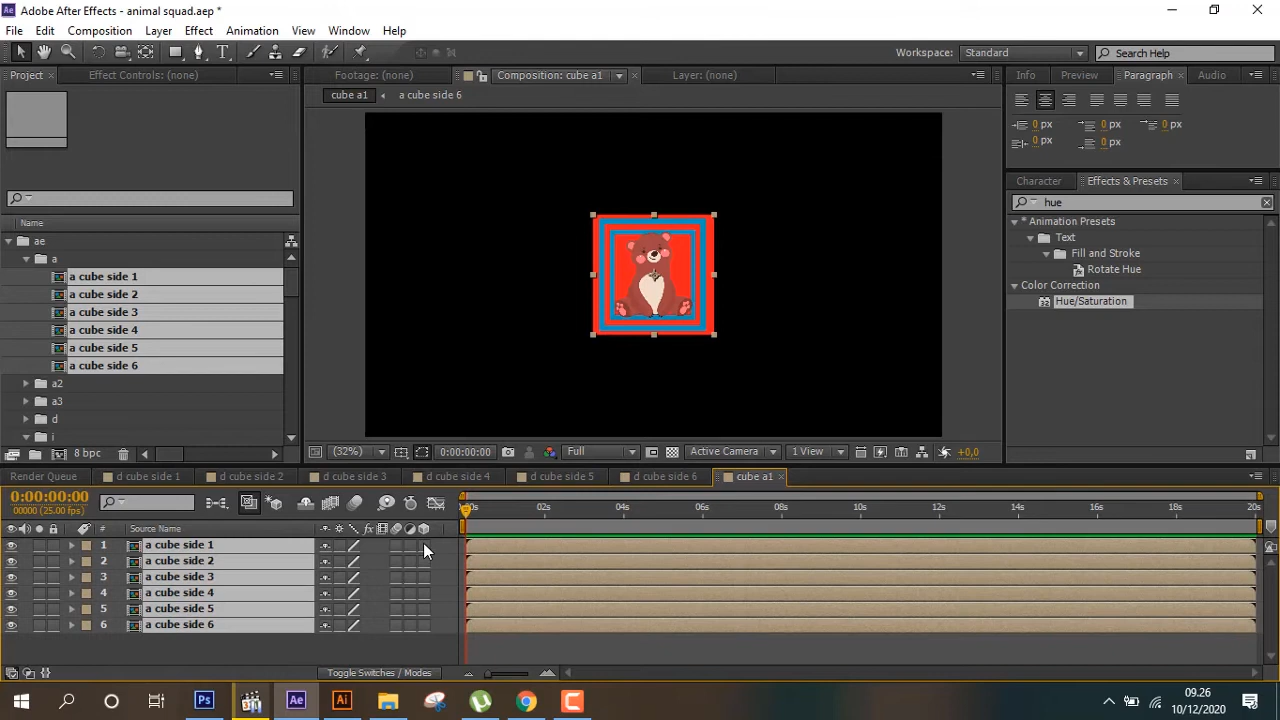 Ae Adobe After Effects - animal squad.aep *
File Edit Composition Layer Effect Animation View Window Help
Workspace: Standard Search Help
Project Effect Controls: (none) Footage: (none) Composition: cube a1 Layer: (none) Info Preview Paragraph Audio
cube a1 a cube side 6
0 px 0 px 0 px
0 px 0 px
Character Effects & Presets
hue
* Animation Presets
Text
Fill and Stroke
Rotate Hue
Color Correction
Hue/Saturation
Name
ae
a
a cube side 1
a cube side 2
a cube side 3
a cube side 4
a cube side 5
a cube side 6
a2
a3
d
i
8 bpc (32%) 0:00:00:00 Full Active Camera 1 View +0,0
Render Queue d cube side 1 d cube side 2 d cube side 3 d cube side 4 d cube side 5 d cube side 6 cube a1
0:00:00:00
00000 (25.00 fps)
00s 02s 04s 06s 08s 10s 12s 14s 16s 18s 20s
# Source Name fx
1 a cube side 1
2 a cube side 2
3 a cube side 3
4 a cube side 4
5 a cube side 5
6 a cube side 6
Toggle Switches / Modes
Ps Ae Ai
09.26
10/12/2020